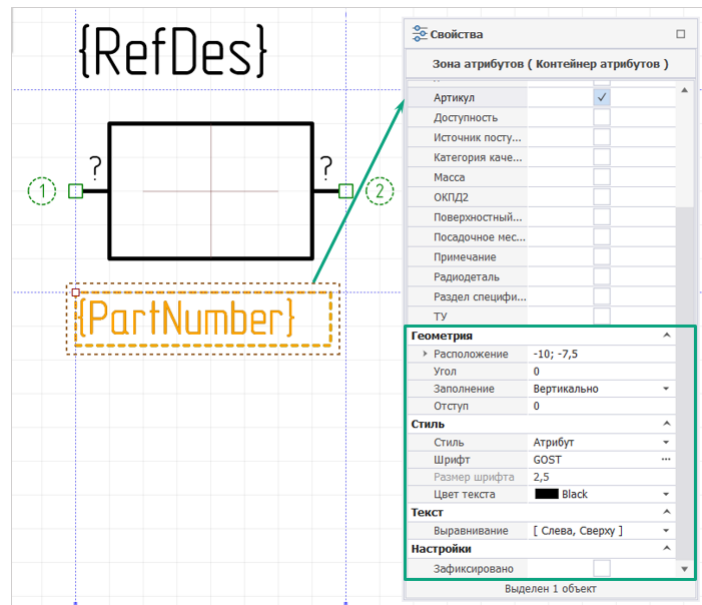 {RefDes}
?
?
1
2
{PartNumber}
Свойства
Зона атрибутов ( Контейнер атрибутов )
Артикул ✓
Доступность
Источник посту...
Категория каче...
Масса
ОКПД2
Поверхностный...
Посадочное мес...
Примечание
Радиодеталь
Раздел специфи...
ТУ
Геометрия
Расположение -10; -7,5
Угол 0
Заполнение Вертикально
Отступ 0
Стиль
Стиль Атрибут
Шрифт GOST ...
Размер шрифта 2,5
Цвет текста Black
Текст
Выравнивание [ Слева, Сверху ]
Настройки
Зафиксировано
Выделен 1 объект